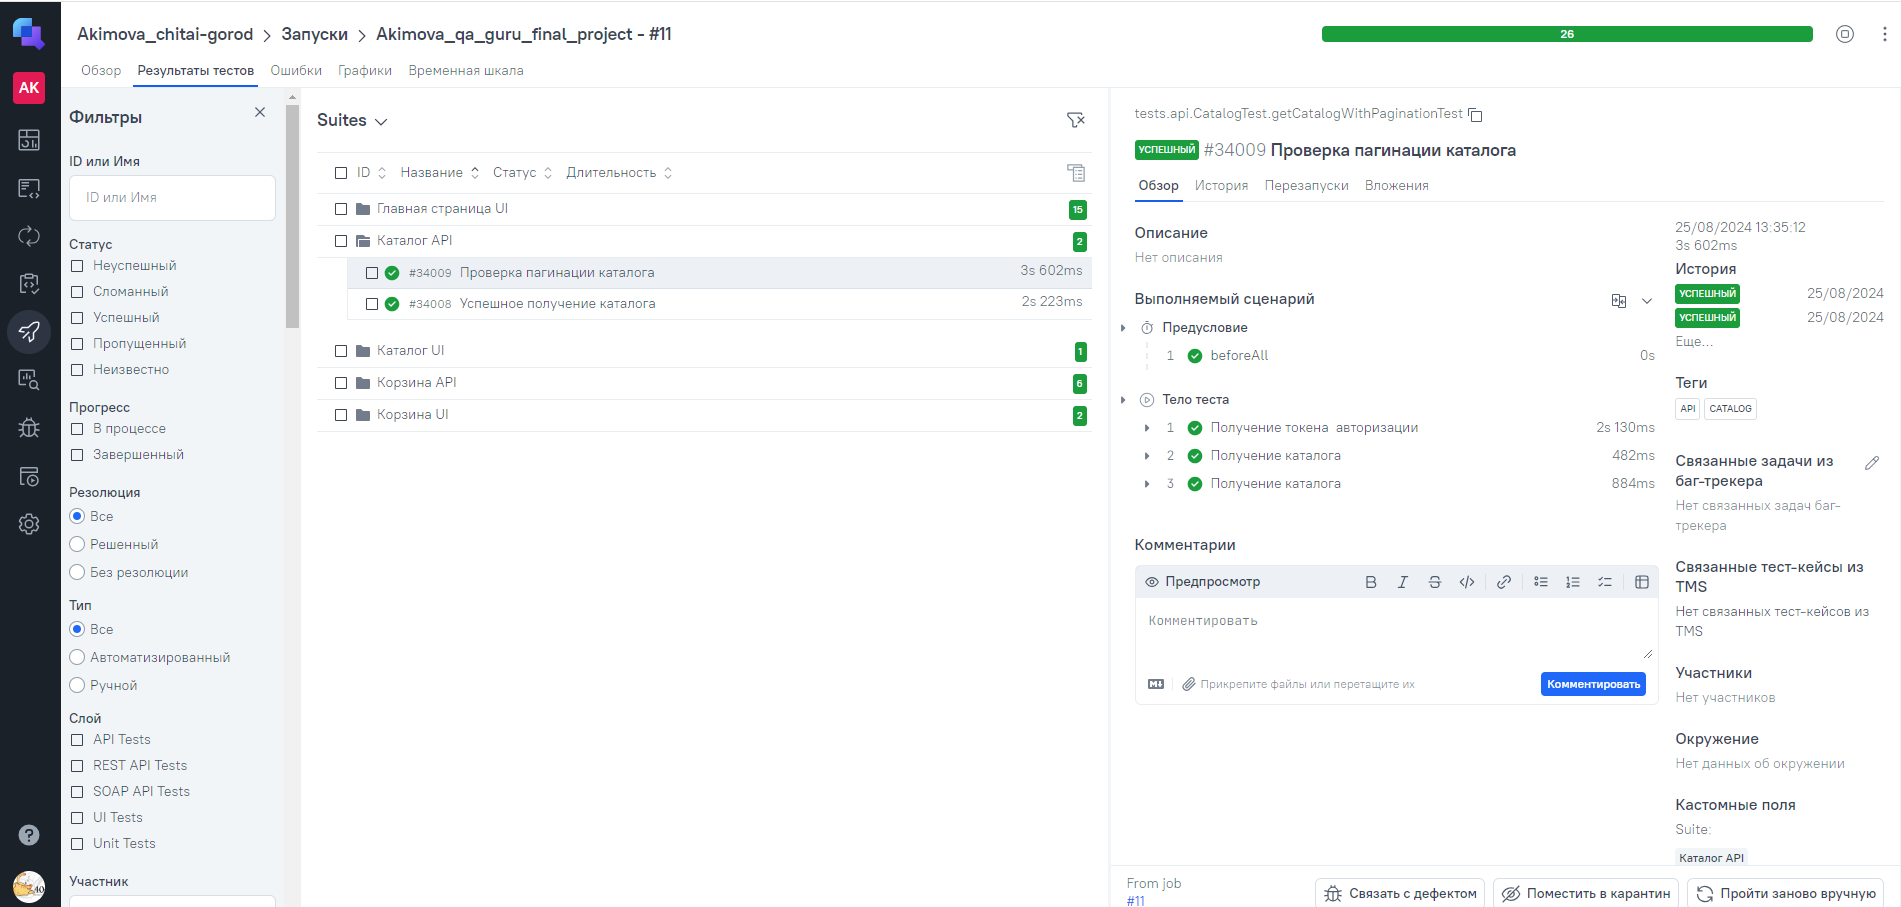 Akimova_chitai-gorod > Запуски > Akimova_qa_guru_final_project - #11
26
AK
Обзор Результаты тестов Ошибки Графики Временная шкала
Фильтры
ID или Имя
ID или Имя
Статус
Неуспешный
Сломанный
Успешный
Пропущенный
Неизвестно
Прогресс
В процессе
Завершенный
Резолюция
Все
Решенный
Без резолюции
Тип
Все
Автоматизированный
Ручной
Слой
API Tests
REST API Tests
SOAP API Tests
UI Tests
Unit Tests
Участник
Suites
ID Название Статус Длительность
Главная страница UI 15
Каталог API 2
#34009 Проверка пагинации каталога 3s 602ms
#34008 Успешное получение каталога 2s 223ms
Каталог UI 1
Корзина API 6
Корзина UI 2
tests.api.CatalogTest.getCatalogWithPaginationTest
УСПЕШНЫЙ #34009 Проверка пагинации каталога
Обзор История Перезапуски Вложения
Описание
Нет описания
Выполняемый сценарий
Предусловие
1 beforeAll 0s
Тело теста
1 Получение токена авторизации 2s 130ms
2 Получение каталога 482ms
3 Получение каталога 884ms
Комментарии
Предпросмотр
Комментировать
Прикрепите файлы или перетащите их
Комментировать
25/08/2024 13:35:12
3s 602ms
История
УСПЕШНЫЙ 25/08/2024
УСПЕШНЫЙ 25/08/2024
Еще...
Теги
API CATALOG
Связанные задачи из
баг-трекера
Нет связанных задач баг-
трекера
Связанные тест-кейсы из
TMS
Нет связанных тест-кейсов из
TMS
Участники
Нет участников
Окружение
Нет данных об окружении
Кастомные поля
Suite:
Каталог API
From job
#11
Связать с дефектом Поместить в карантин Пройти заново вручную